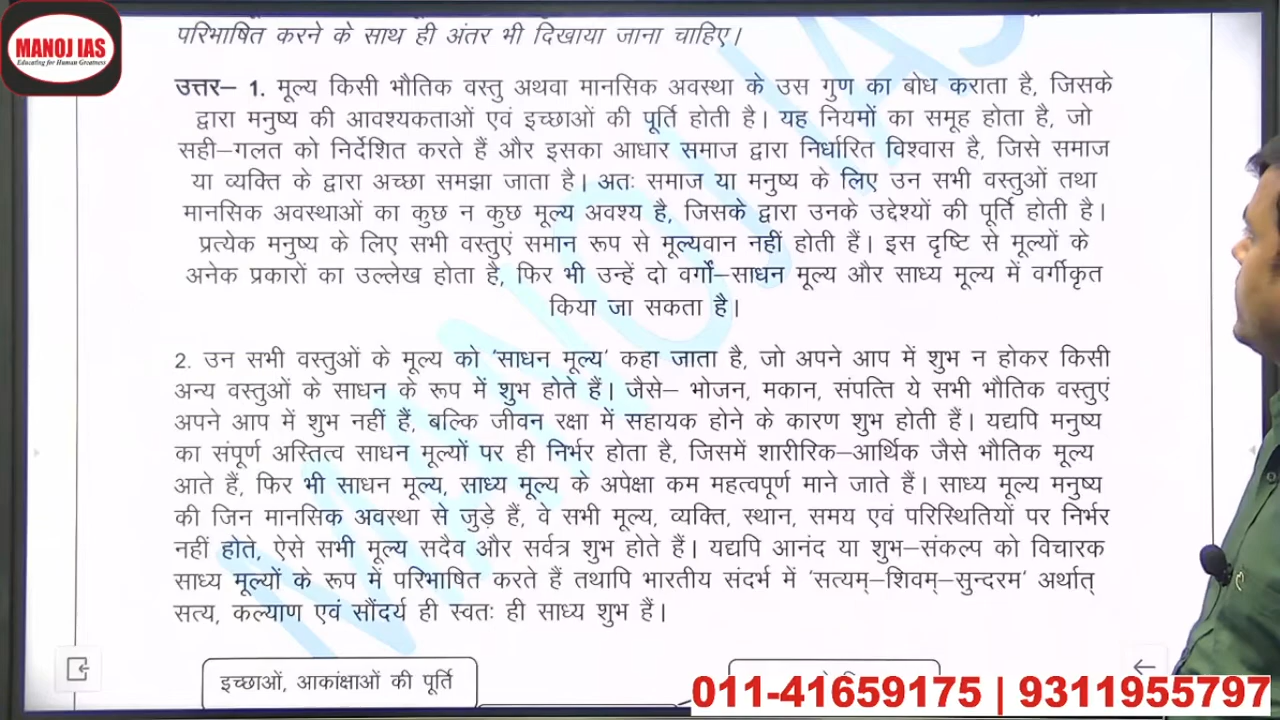 MANOJ IAS
Educating for Human Greatness
परिभाषित करने के साथ ही अंतर भी दिखाया जाना चाहिए।
उत्तर– 1. मूल्य किसी भौतिक वस्तु अथवा मानसिक अवस्था के उस गुण का बोध कराता है, जिसके
द्वारा मनुष्य की आवश्यकताओं एवं इच्छाओं की पूर्ति होती है। यह नियमों का समूह होता है, जो
सही–गलत को निर्देशित करते हैं और इसका आधार समाज द्वारा निर्धारित विश्वास है, जिसे समाज
या व्यक्ति के द्वारा अच्छा समझा जाता है। अतः समाज या मनुष्य के लिए उन सभी वस्तुओं तथा
मानसिक अवस्थाओं का कुछ न कुछ मूल्य अवश्य है, जिसके द्वारा उनके उद्देश्यों की पूर्ति होती है।
प्रत्येक मनुष्य के लिए सभी वस्तुएं समान रूप से मूल्यवान नहीं होती हैं। इस दृष्टि से मूल्यों के
अनेक प्रकारों का उल्लेख होता है, फिर भी उन्हें दो वर्गों–साधन मूल्य और साध्य मूल्य में वर्गीकृत
किया जा सकता है।
2. उन सभी वस्तुओं के मूल्य को 'साधन मूल्य' कहा जाता है, जो अपने आप में शुभ न होकर किसी
अन्य वस्तुओं के साधन के रूप में शुभ होते हैं। जैसे– भोजन, मकान, संपत्ति ये सभी भौतिक वस्तुएं
अपने आप में शुभ नहीं हैं, बल्कि जीवन रक्षा में सहायक होने के कारण शुभ होती हैं। यद्यपि मनुष्य
का संपूर्ण अस्तित्व साधन मूल्यों पर ही निर्भर होता है, जिसमें शारीरिक–आर्थिक जैसे भौतिक मूल्य
आते हैं, फिर भी साधन मूल्य, साध्य मूल्य के अपेक्षा कम महत्वपूर्ण माने जाते हैं। साध्य मूल्य मनुष्य
की जिन मानसिक अवस्था से जुड़े हैं, वे सभी मूल्य, व्यक्ति, स्थान, समय एवं परिस्थितियों पर निर्भर
नहीं होते, ऐसे सभी मूल्य सदैव और सर्वत्र शुभ होते हैं। यद्यपि आनंद या शुभ–संकल्प को विचारक
साध्य मूल्यों के रूप में परिभाषित करते हैं तथापि भारतीय संदर्भ में 'सत्यम्–शिवम्–सुन्दरम' अर्थात्
सत्य, कल्याण एवं सौंदर्य ही स्वतः ही साध्य शुभ हैं।
इच्छाओं, आकांक्षाओं की पूर्ति
011-41659175 | 9311955797